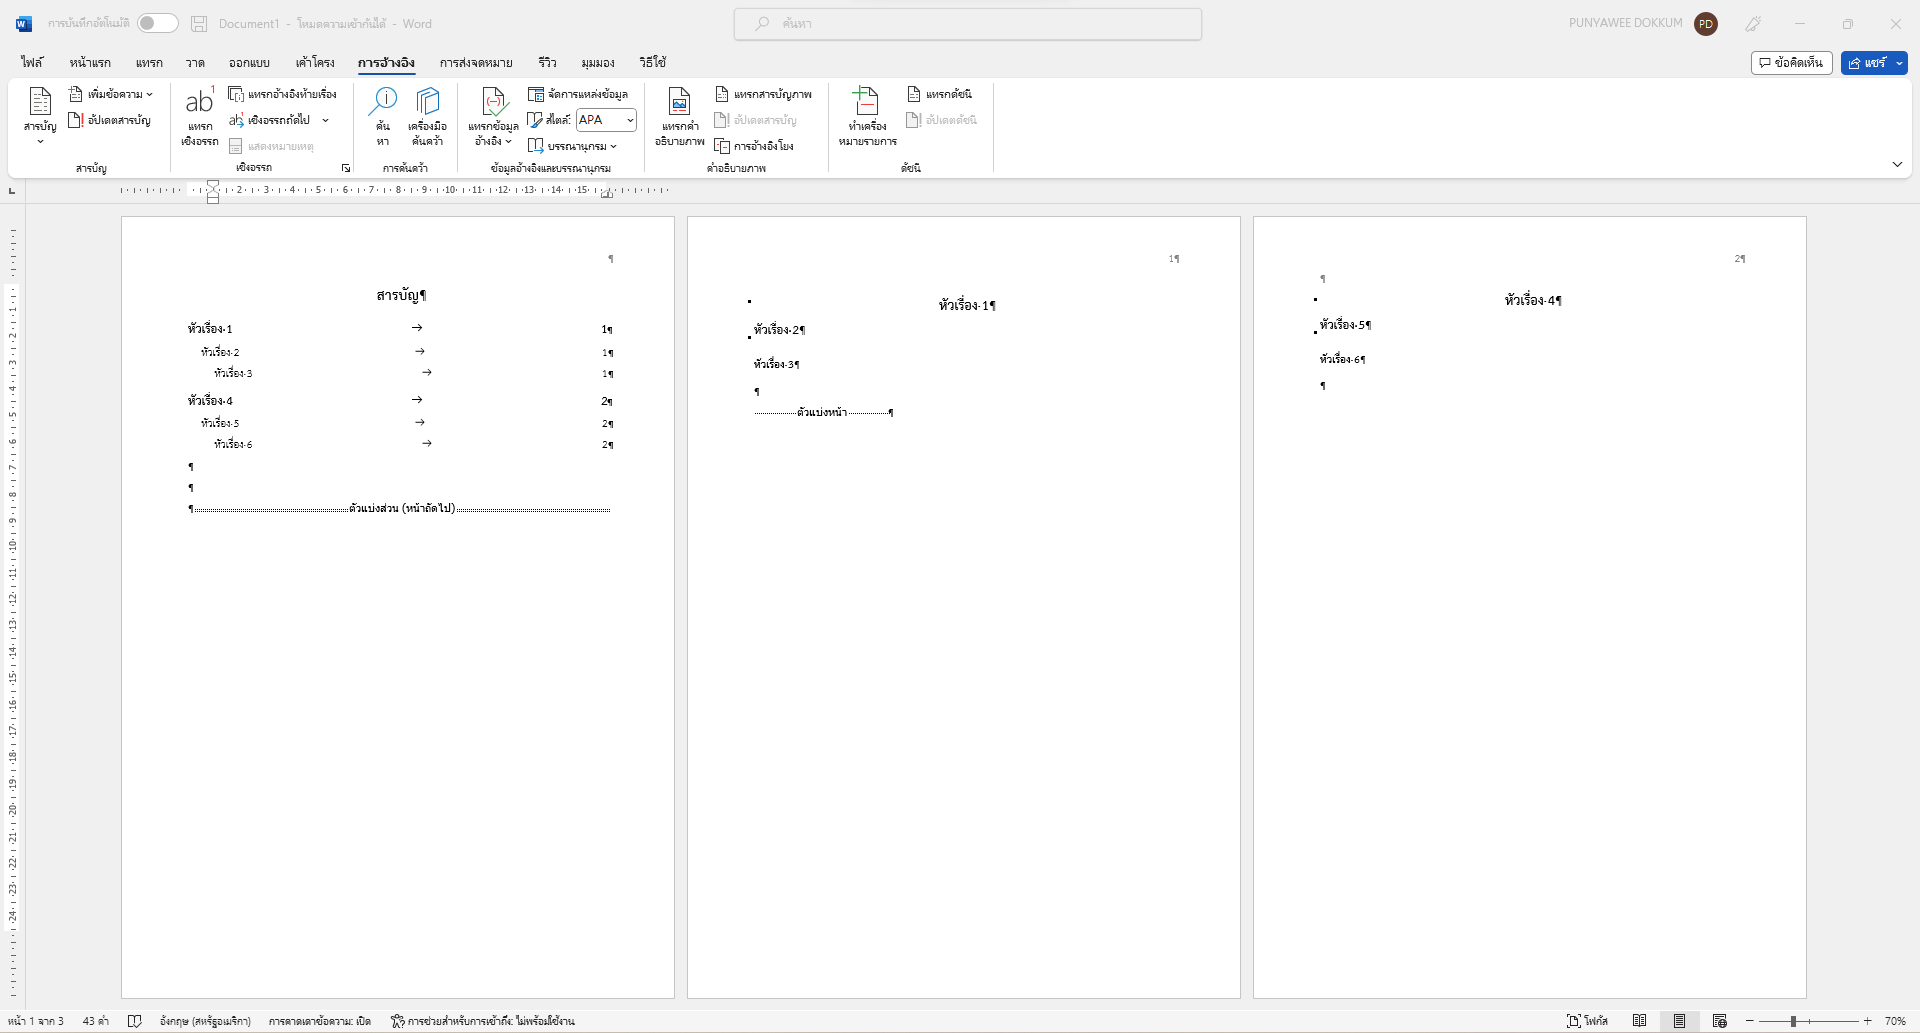 การบันทึกอัตโนมัติ Document1 - โหมดความเข้ากันได้ - Word ค้นหา PUNYAWEE DOKKUM PD
ไฟล์ หน้าแรก แทรก วาด ออกแบบ เค้าโครง การอ้างอิง การส่งจดหมาย รีวิว มุมมอง วิธีใช้ ข้อคิดเห็น แชร์
สารบัญ
เพิ่มข้อความ
อัปเดตสารบัญ
สารบัญ
ab1
แทรก
เชิงอรรถ
แทรกอ้างอิงท้ายเรื่อง
เชิงอรรถถัดไป
แสดงหมายเหตุ
เชิงอรรถ
ค้น
หา
เครื่องมือ
ค้นคว้า
การค้นคว้า
แทรกข้อมูล
อ้างอิง
จัดการแหล่งข้อมูล
สไตล์: APA
บรรณานุกรม
ข้อมูลอ้างอิงและบรรณานุกรม
แทรกคำ
อธิบายภาพ
แทรกสารบัญภาพ
อัปเดตสารบัญ
การอ้างอิงโยง
คำอธิบายภาพ
ทำเครื่อง
หมายรายการ
แทรกดัชนี
อัปเดตดัชนี
ดัชนี
2 3 4 5 6 7 8 9 10 11 12 13 14 15
1 2 3 4 5 6 7 8 9 10 11 12 13 14 15 16 17 18 19 20 21 22 23 24
¶
สารบัญ¶
หัวเรื่อง·1 → 1¶
หัวเรื่อง·2 → 1¶
หัวเรื่อง·3 → 1¶
หัวเรื่อง·4 → 2¶
หัวเรื่อง·5 → 2¶
หัวเรื่อง·6 → 2¶
¶
¶
¶ตัวแบ่งส่วน (หน้าถัดไป)
1¶
หัวเรื่อง·1¶
หัวเรื่อง·2¶
หัวเรื่อง·3¶
¶
ตัวแบ่งหน้า¶
2¶
¶
หัวเรื่อง·4¶
หัวเรื่อง·5¶
หัวเรื่อง·6¶
¶
หน้า 1 จาก 3 43 คำ อังกฤษ (สหรัฐอเมริกา) การคาดเดาข้อความ: เปิด การช่วยสำหรับการเข้าถึง: ไม่พร้อมใช้งาน โฟกัส 70%